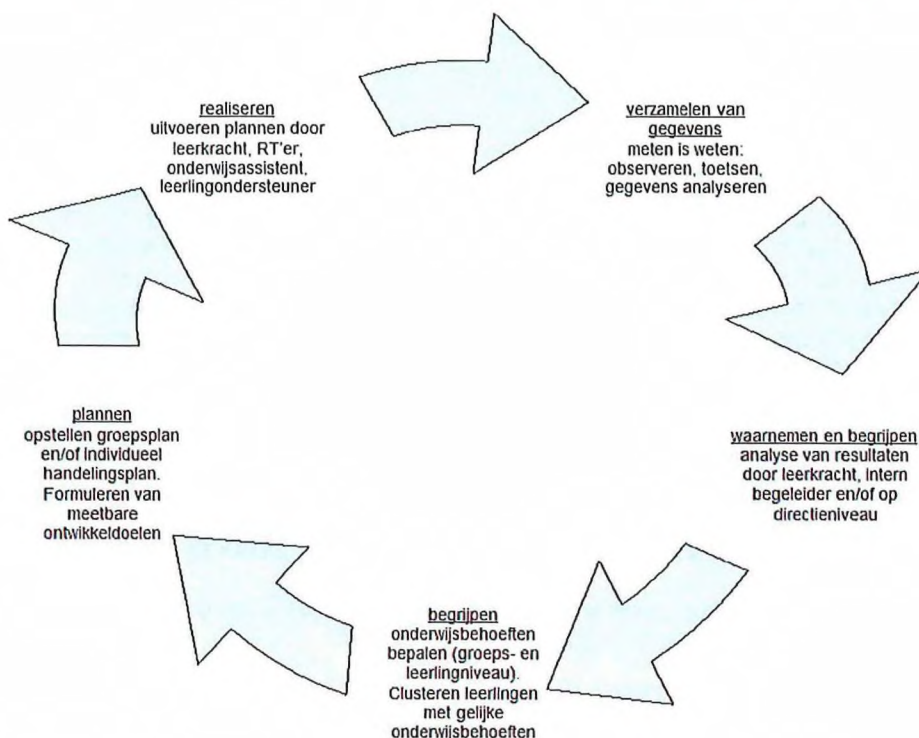 realiseren
uitvoeren plannen door
leerkracht, RT'er,
onderwijsassistent,
leerlingondersteuner
verzamelen van
gegevens
meten is weten:
observeren, toetsen,
gegevens analyseren
waarnemen en begrijpen
analyse van resultaten
door leerkracht, intern
begeleider en/of op
directieniveau
begrijpen
onderwijsbehoeften
bepalen (groeps- en
leerlingniveau).
Clusteren leerlingen
met gelijke
onderwijsbehoeften
plannen
opstellen groepsplan
en/of individueel
handelingsplan.
Formuleren van
meetbare
ontwikkeldoelen